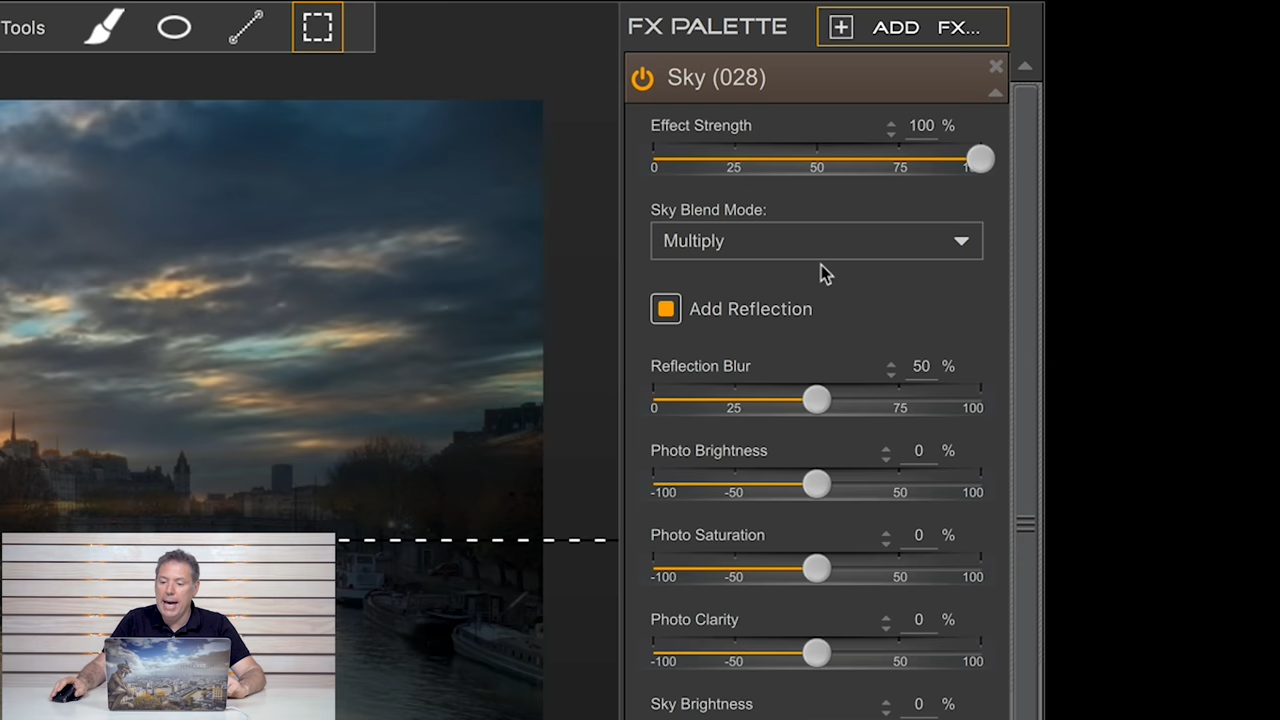 Tools
FX PALETTE
ADD FX...
Sky (028)
Effect Strength 100 %
0 25 50 75
Sky Blend Mode:
Multiply
Add Reflection
Reflection Blur 50 %
0 25 75 100
Photo Brightness 0 %
-100 -50 50 100
Photo Saturation 0 %
-100 -50 50 100
Photo Clarity 0 %
-100 -50 50 100
Sky Brightness 0 %